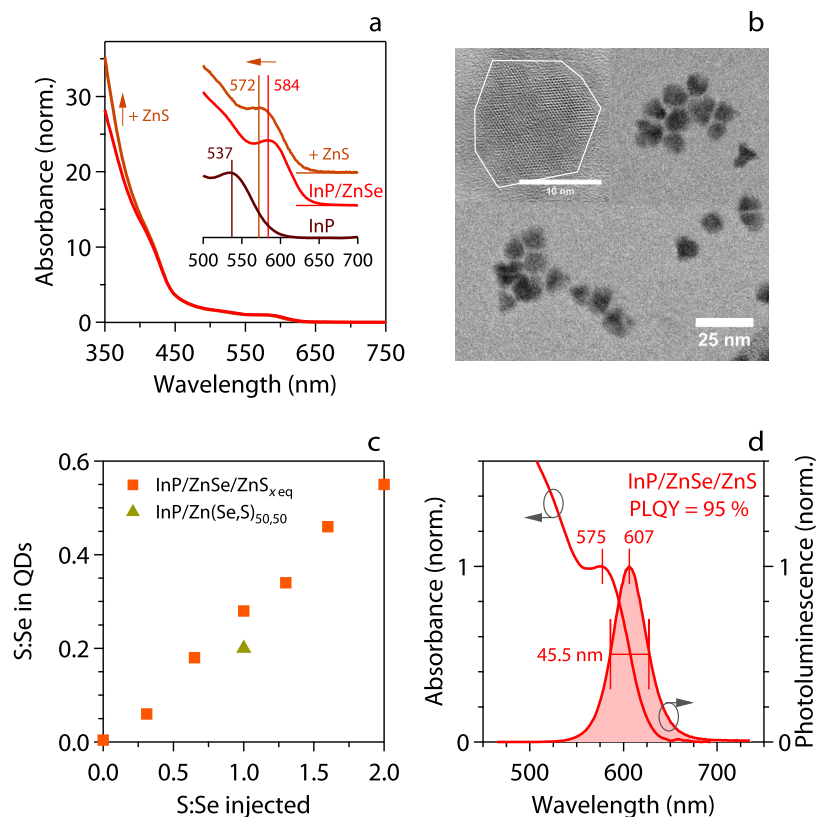 a
Absorbance (norm.)
30
20
10
0
350
450
550
650
750
Wavelength (nm)
+ ZnS
572
584
537
+ ZnS
InP/ZnSe
InP
500
550
600
650
700
b
10 nm
25 nm
c
S:Se in QDs
0.6
0.4
0.2
0.0
0.0
0.5
1.0
1.5
2.0
S:Se injected
InP/ZnSe/ZnS x eq
InP/Zn(Se,S)50,50
d
Absorbance (norm.)
1
0
500
600
700
Wavelength (nm)
InP/ZnSe/ZnS
PLQY = 95 %
575
607
45.5 nm
1
0
Photoluminescence (norm.)